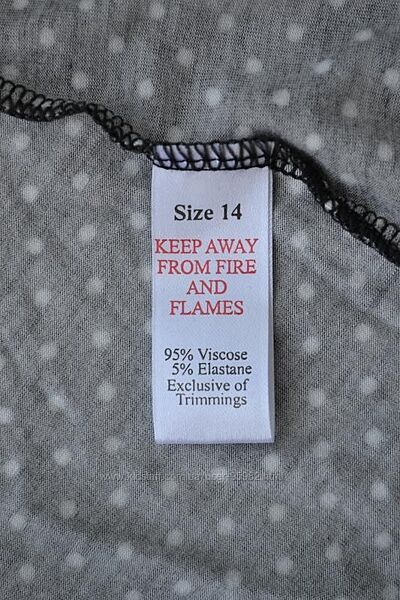 Size 14
KEEP AWAY
FROM FIRE
AND
FLAMES
95% Viscose
5% Elastane
Exclusive of
Trimmings